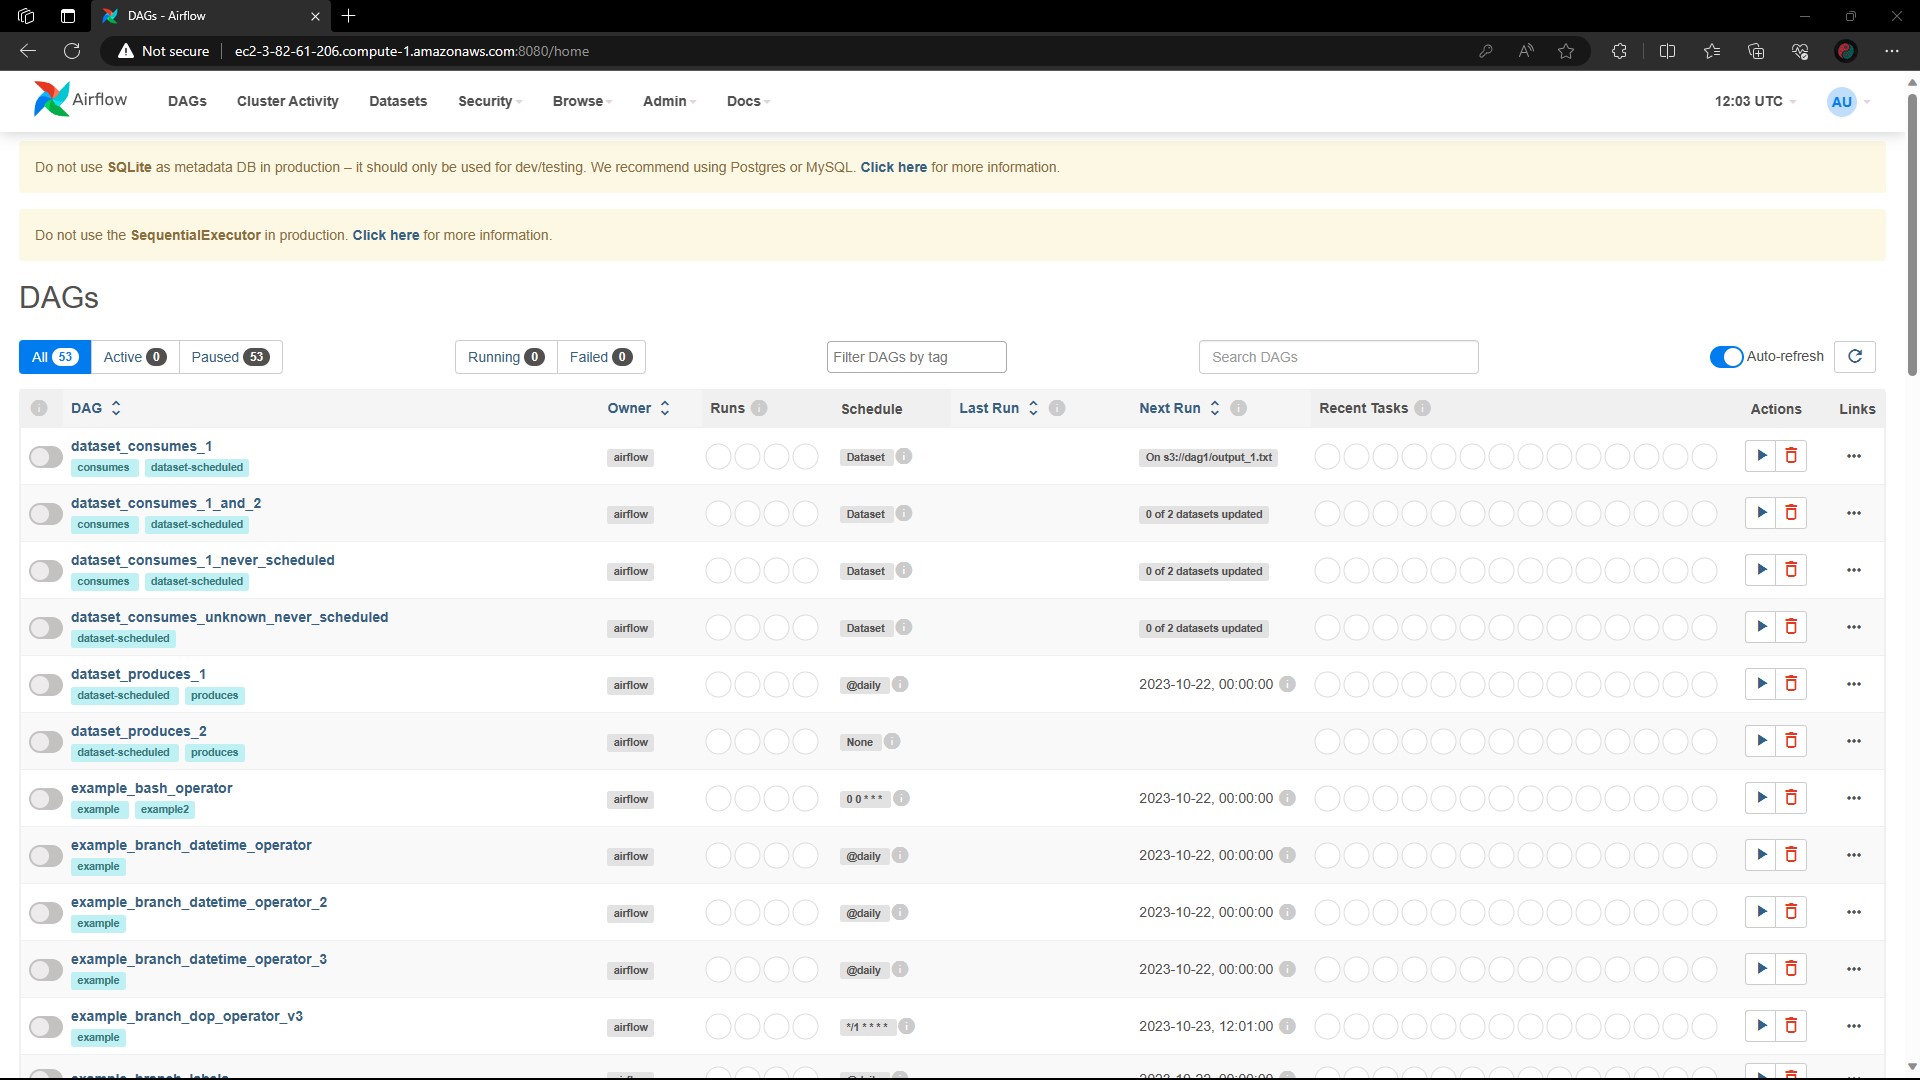 DAGs - Airflow
Not secure ec2-3-82-61-206.compute-1.amazonaws.com:8080/home
Airflow DAGs Cluster Activity Datasets Security Browse Admin Docs 12:03 UTC AU
Do not use SQLite as metadata DB in production – it should only be used for dev/testing. We recommend using Postgres or MySQL. Click here for more information.
Do not use the SequentialExecutor in production. Click here for more information.
DAGs
All 53 Active 0 Paused 53 Running 0 Failed 0 Filter DAGs by tag Search DAGs Auto-refresh
DAG Owner Runs Schedule Last Run Next Run Recent Tasks Actions Links
dataset_consumes_1
consumes dataset-scheduled airflow Dataset On s3://dag1/output_1.txt
dataset_consumes_1_and_2
consumes dataset-scheduled airflow Dataset 0 of 2 datasets updated
dataset_consumes_1_never_scheduled
consumes dataset-scheduled airflow Dataset 0 of 2 datasets updated
dataset_consumes_unknown_never_scheduled
dataset-scheduled airflow Dataset 0 of 2 datasets updated
dataset_produces_1
dataset-scheduled produces airflow @daily 2023-10-22, 00:00:00
dataset_produces_2
dataset-scheduled produces airflow None
example_bash_operator
example example2 airflow 0 0 * * * 2023-10-22, 00:00:00
example_branch_datetime_operator
example airflow @daily 2023-10-22, 00:00:00
example_branch_datetime_operator_2
example airflow @daily 2023-10-22, 00:00:00
example_branch_datetime_operator_3
example airflow @daily 2023-10-22, 00:00:00
example_branch_dop_operator_v3
example airflow */1 * * * * 2023-10-23, 12:01:00